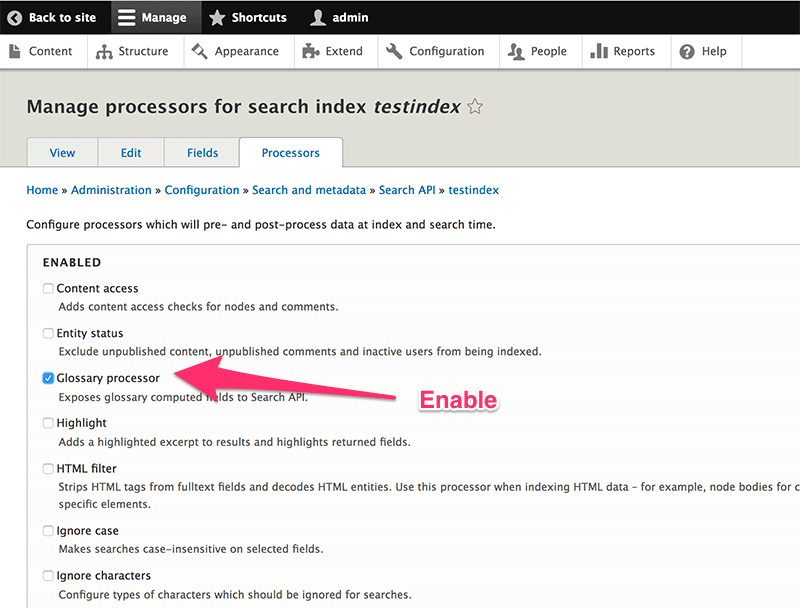 Back to site Manage Shortcuts admin
Content Structure Appearance Extend Configuration People Reports Help
Manage processors for search index testindex
View Edit Fields Processors
Home » Administration » Configuration » Search and metadata » Search API » testindex
Configure processors which will pre- and post-process data at index and search time.
ENABLED
Content access
Adds content access checks for nodes and comments.
Entity status
Exclude unpublished content, unpublished comments and inactive users from being indexed.
Glossary processor
Exposes glossary computed fields to Search API.
Enable
Highlight
Adds a highlighted excerpt to results and highlights returned fields.
HTML filter
Strips HTML tags from fulltext fields and decodes HTML entities. Use this processor when indexing HTML data – for example, node bodies for c
specific elements.
Ignore case
Makes searches case-insensitive on selected fields.
Ignore characters
Configure types of characters which should be ignored for searches.